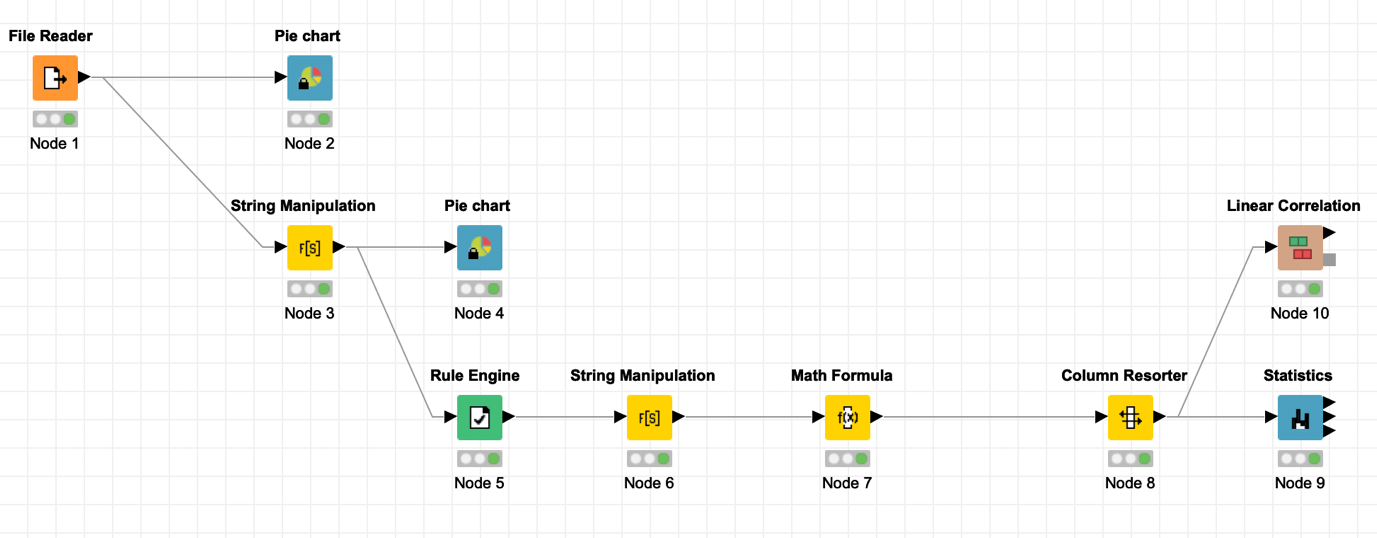 File Reader
Pie chart
Node 1
Node 2
String Manipulation
Pie chart
Linear Correlation
F[S]
Node 3
Node 4
Node 10
Rule Engine
String Manipulation
Math Formula
Column Resorter
Statistics
F[S]
f(x)
Node 5
Node 6
Node 7
Node 8
Node 9